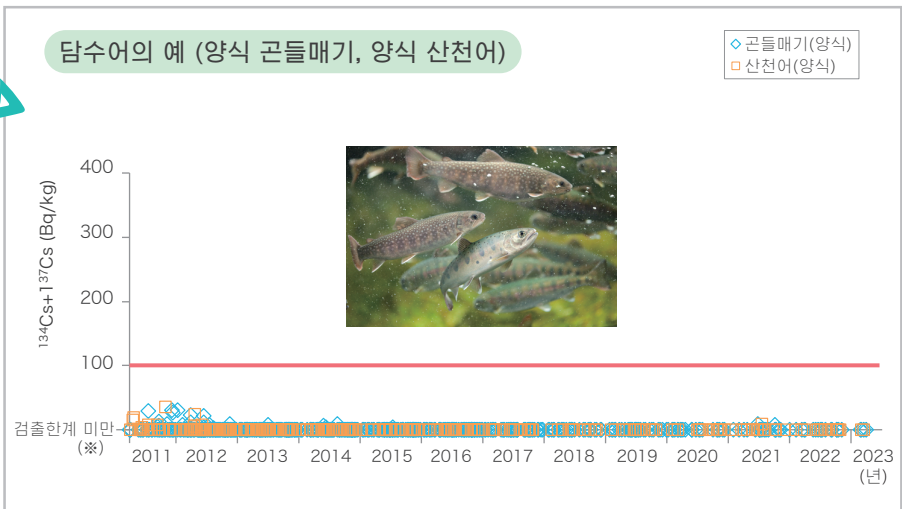 담수어의 예 (양식 곤들매기, 양식 산천어)
곤들매기(양식)
산천어(양식)
134Cs+137Cs (Bq/kg)
400
300
200
100
검출한계 미만
(※)
2011 2012 2013 2014 2015 2016 2017 2018 2019 2020 2021 2022 2023
(년)